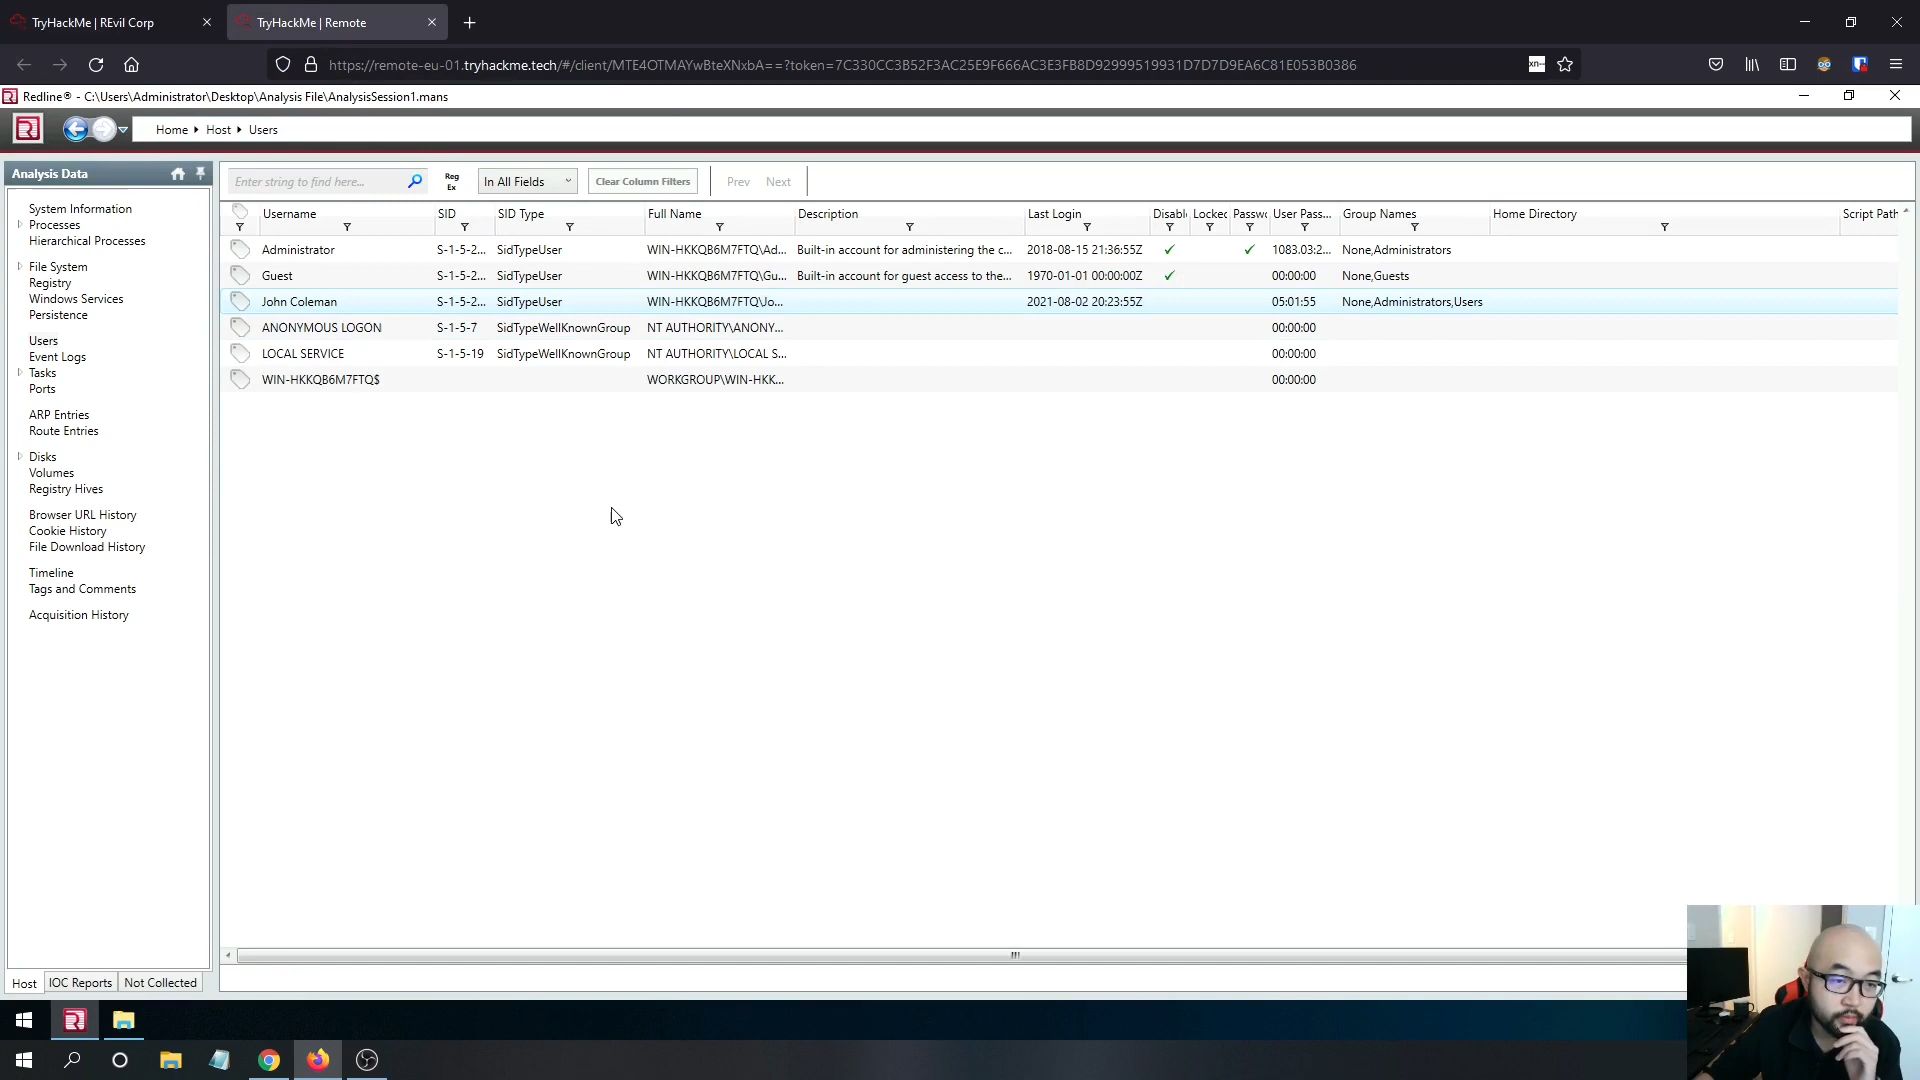 TryHackMe | REvil Corp
TryHackMe | Remote
https://remote-eu-01.tryhackme.tech/#/client/MTE4OTMAYwBteXNxbA==?token=7C330CC3B52F3AC25E9F666AC3E3FB8D92999519931D7D7D9EA6C81E053B0386
Redline® - C:\Users\Administrator\Desktop\Analysis File\AnalysisSession1.mans
Home Host Users
Analysis Data
System Information
Processes
Hierarchical Processes
File System
Registry
Windows Services
Persistence
Users
Event Logs
Tasks
Ports
ARP Entries
Route Entries
Disks
Volumes
Registry Hives
Browser URL History
Cookie History
File Download History
Timeline
Tags and Comments
Acquisition History
Host IOC Reports Not Collected
Enter string to find here... Reg Ex In All Fields Clear Column Filters Prev Next
Username SID SID Type Full Name Description Last Login Disabl Locked Passwo User Pass... Group Names Home Directory Script Path
Administrator S-1-5-2... SidTypeUser WIN-HKKQB6M7FTQ\Ad... Built-in account for administering the c... 2018-08-15 21:36:55Z ✓ ✓ 1083.03:2... None,Administrators
Guest S-1-5-2... SidTypeUser WIN-HKKQB6M7FTQ\Gu... Built-in account for guest access to the... 1970-01-01 00:00:00Z ✓ 00:00:00 None,Guests
John Coleman S-1-5-2... SidTypeUser WIN-HKKQB6M7FTQ\Jo... 2021-08-02 20:23:55Z 05:01:55 None,Administrators,Users
ANONYMOUS LOGON S-1-5-7 SidTypeWellKnownGroup NT AUTHORITY\ANONY... 00:00:00
LOCAL SERVICE S-1-5-19 SidTypeWellKnownGroup NT AUTHORITY\LOCAL S... 00:00:00
WIN-HKKQB6M7FTQ$ WORKGROUP\WIN-HKK... 00:00:00